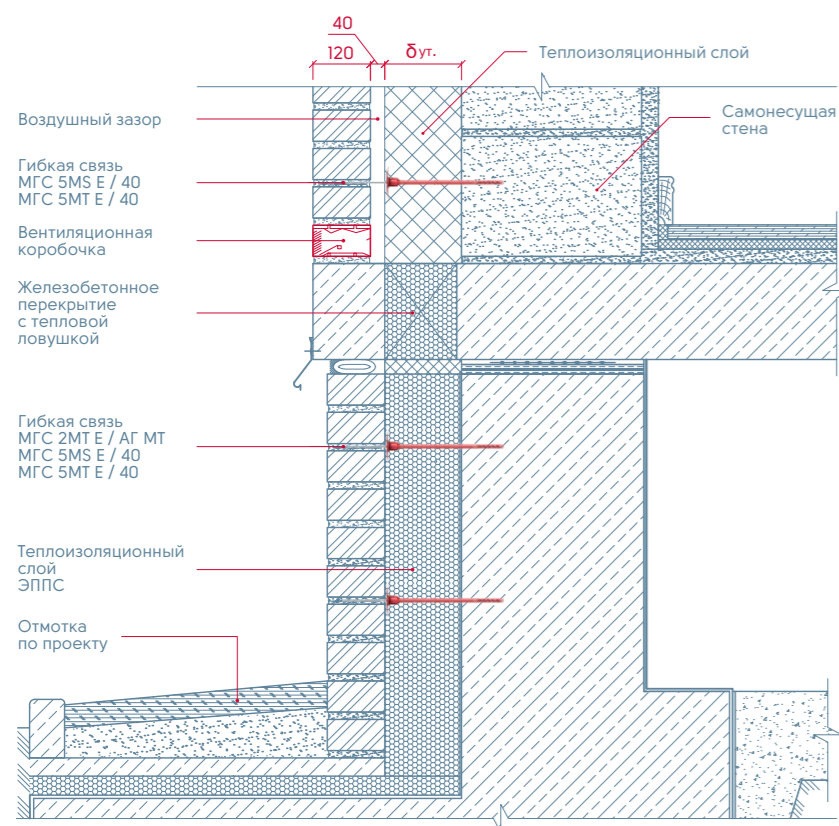 40
120
δут.
Теплоизоляционный слой
Воздушный зазор
Самонесущая
стена
Гибкая связь
МГС 5MS E / 40
МГС 5MT E / 40
Вентиляционная
коробочка
Железобетонное
перекрытие
с тепловой
ловушкой
Гибкая связь
МГС 2МТ Е / АГ МТ
МГС 5MS E / 40
МГС 5MT E / 40
Теплоизоляционный
слой
ЭППС
Отмотка
по проекту